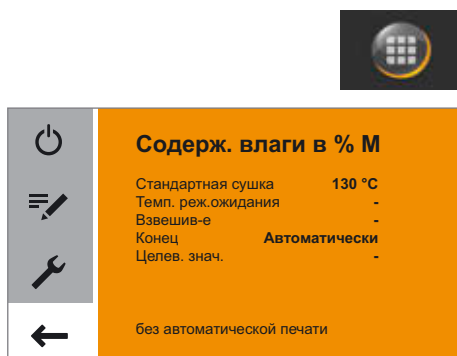 Содерж. влаги в % М
Стандартная сушка 130 °C
Темп. реж.ожидания -
Взвешив-е -
Конец Автоматически
Целев. знач. -
без автоматической печати